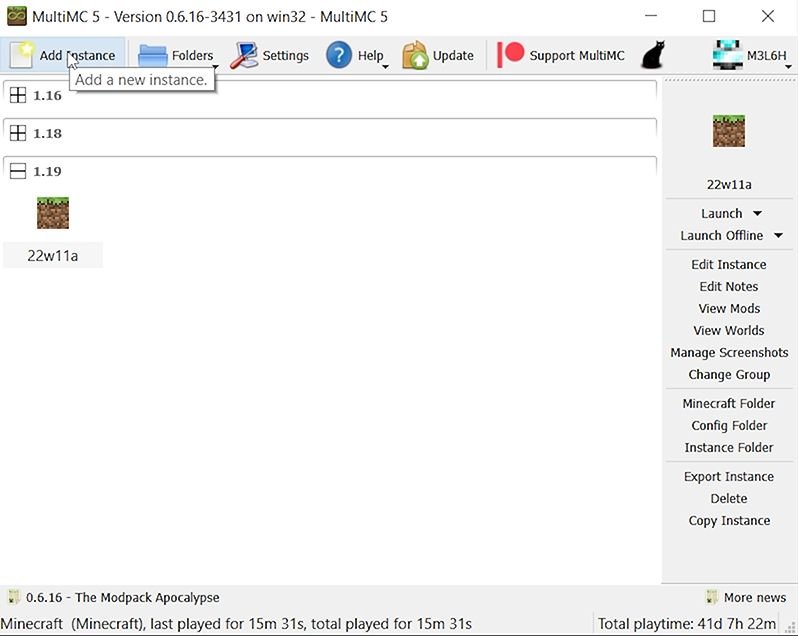 MultiMC 5 - Version 0.6.16-3431 on win32 - MultiMC 5
Add Instance Folders Settings Help Update Support MultiMC M3L6H
Add a new instance.
1.16
1.18
1.19
22w11a
22w11a
Launch
Launch Offline
Edit Instance
Edit Notes
View Mods
View Worlds
Manage Screenshots
Change Group
Minecraft Folder
Config Folder
Instance Folder
Export Instance
Delete
Copy Instance
0.6.16 - The Modpack Apocalypse More news
Minecraft (Minecraft), last played for 15m 31s, total played for 15m 31s Total playtime: 41d 7h 22m